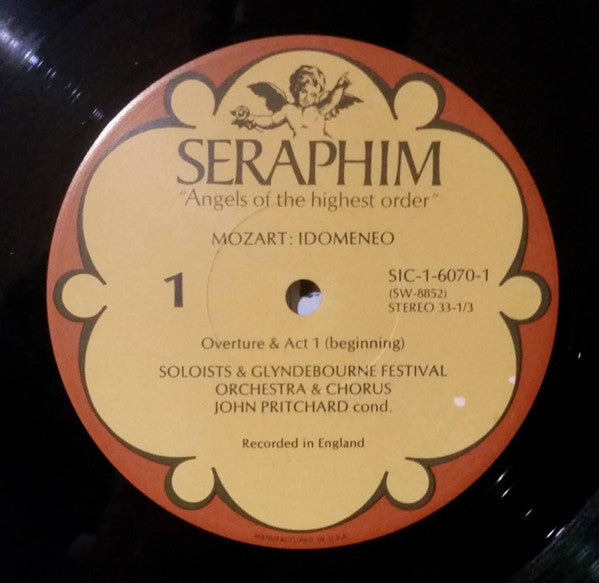 SERAPHIM
"Angels of the highest order"
MOZART: IDOMENEO
1
SIC-1-6070-1
(SW-8852)
STEREO 33-1/3
Overture & Act 1 (beginning)
SOLOISTS & GLYNDEBOURNE FESTIVAL
ORCHESTRA & CHORUS
JOHN PRITCHARD cond.
Recorded in England
MANUFACTURED IN U.S.A.